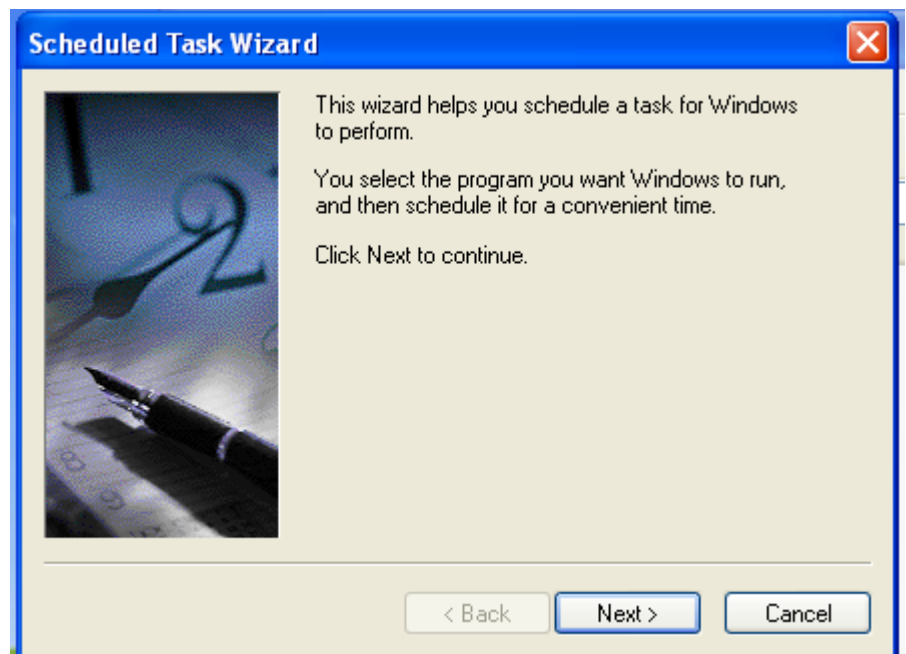 Scheduled Task Wizard
This wizard helps you schedule a task for Windows
to perform.
You select the program you want Windows to run,
and then schedule it for a convenient time.
Click Next to continue.
< Back
Next >
Cancel